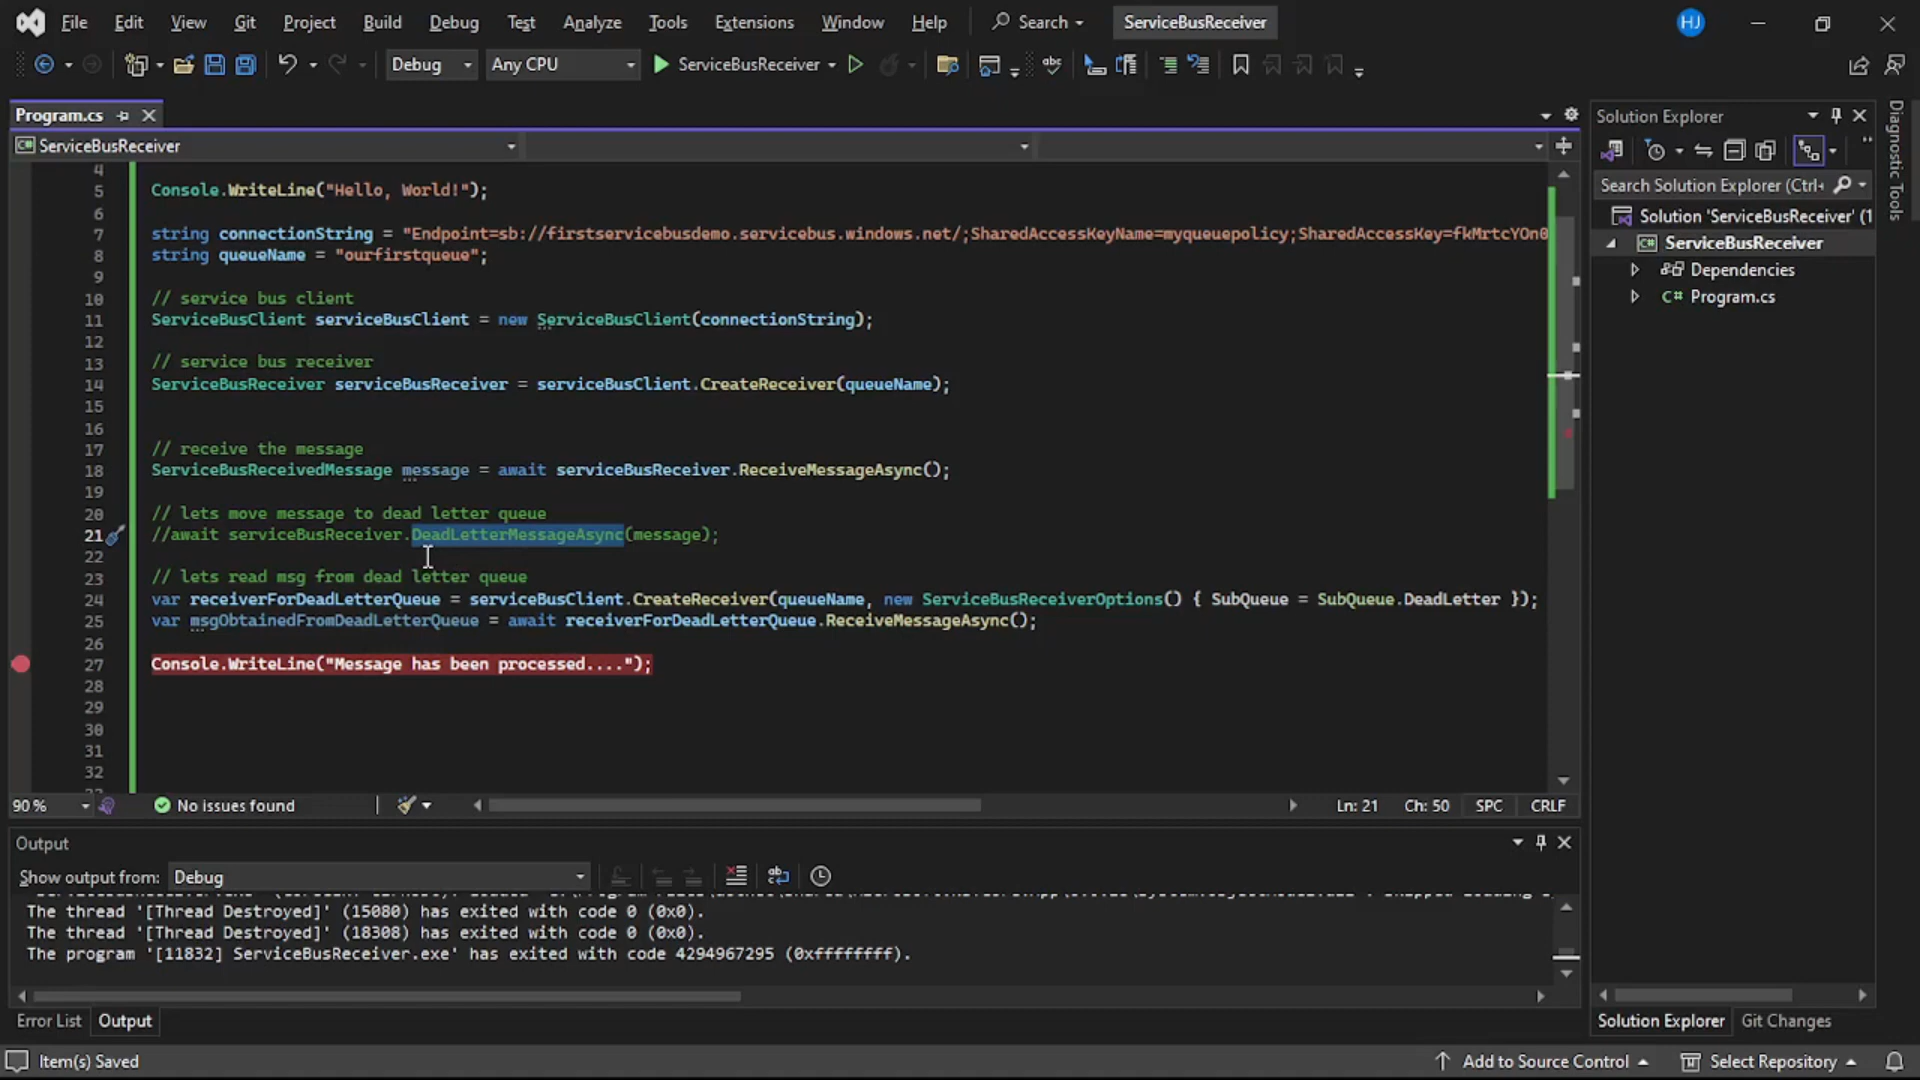 File Edit View Git Project Build Debug Test Analyze Tools Extensions Window Help Search ServiceBusReceiver HJ
Debug Any CPU ServiceBusReceiver
Program.cs
ServiceBusReceiver
4
5 Console.WriteLine("Hello, World!");
6
7 string connectionString = "Endpoint=sb://firstservicebusdemo.servicebus.windows.net/;SharedAccessKeyName=myqueuepolicy;SharedAccessKey=fkMrtcYOn0
8 string queueName = "ourfirstqueue";
9
10 // service bus client
11 ServiceBusClient serviceBusClient = new ServiceBusClient(connectionString);
12
13 // service bus receiver
14 ServiceBusReceiver serviceBusReceiver = serviceBusClient.CreateReceiver(queueName);
15
16
17 // receive the message
18 ServiceBusReceivedMessage message = await serviceBusReceiver.ReceiveMessageAsync();
19
20 // lets move message to dead letter queue
21 //await serviceBusReceiver.DeadLetterMessageAsync(message);
22
23 // lets read msg from dead letter queue
24 var receiverForDeadLetterQueue = serviceBusClient.CreateReceiver(queueName, new ServiceBusReceiverOptions() { SubQueue = SubQueue.DeadLetter });
25 var msgObtainedFromDeadLetterQueue = await receiverForDeadLetterQueue.ReceiveMessageAsync();
26
27 Console.WriteLine("Message has been processed....");
28
29
30
31
32
90 % No issues found Ln: 21 Ch: 50 SPC CRLF
Output
Show output from: Debug
The thread '[Thread Destroyed]' (15080) has exited with code 0 (0x0).
The thread '[Thread Destroyed]' (18308) has exited with code 0 (0x0).
The program '[11832] ServiceBusReceiver.exe' has exited with code 4294967295 (0xffffffff).
Error List Output
Solution Explorer
Search Solution Explorer (Ctrl+
Solution 'ServiceBusReceiver' (1
ServiceBusReceiver
Dependencies
C# Program.cs
Solution Explorer Git Changes
Diagnostic Tools
Item(s) Saved Add to Source Control Select Repository